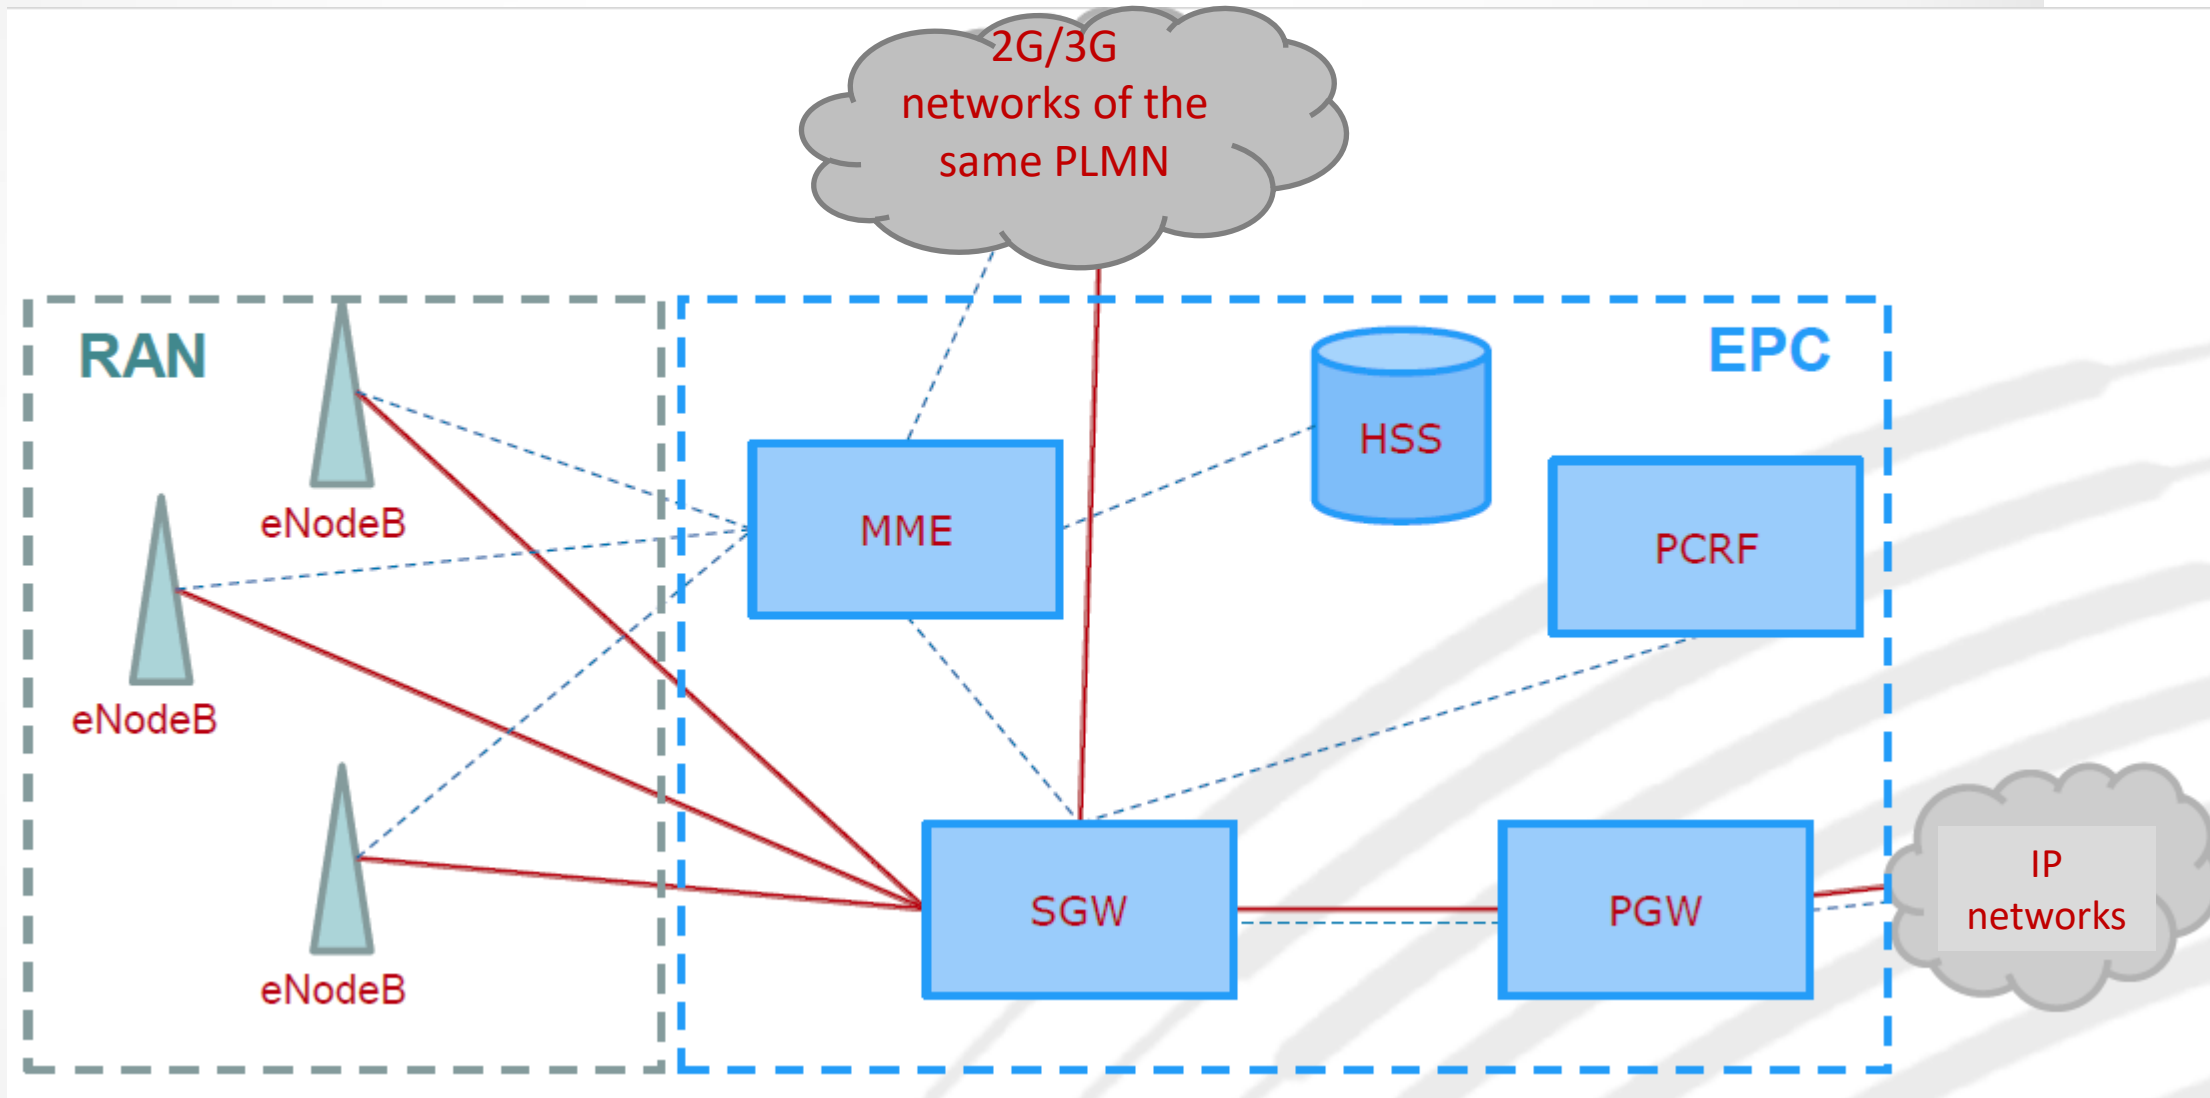 2G/3G
networks of the
same PLMN
RAN
EPC
eNodeB
HSS
MME
PCRF
eNodeB
IP
networks
SGW
PGW
eNodeB